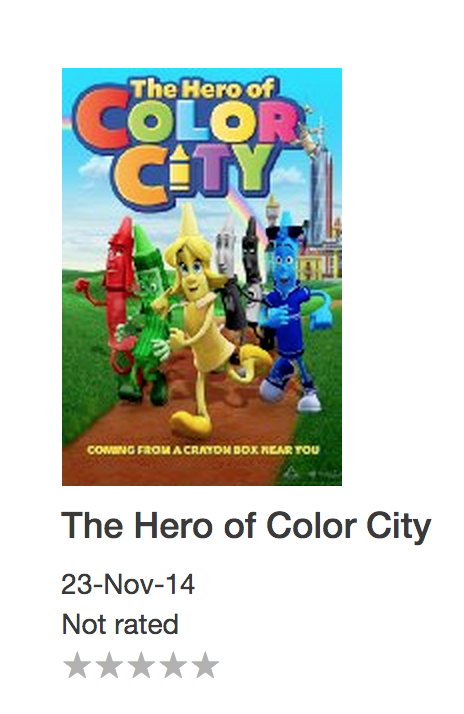 The Hero of
COLOR
CITY
COMING FROM A CRAYON BOX NEAR YOU
The Hero of Color City
23-Nov-14
Not rated